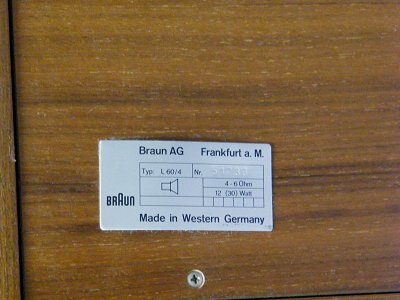 Braun AG Frankfurt a. M.
Typ: L 60/4 Nr.
4 - 6 Ohm
12 (30) Watt
BRAUN
Made in Western Germany